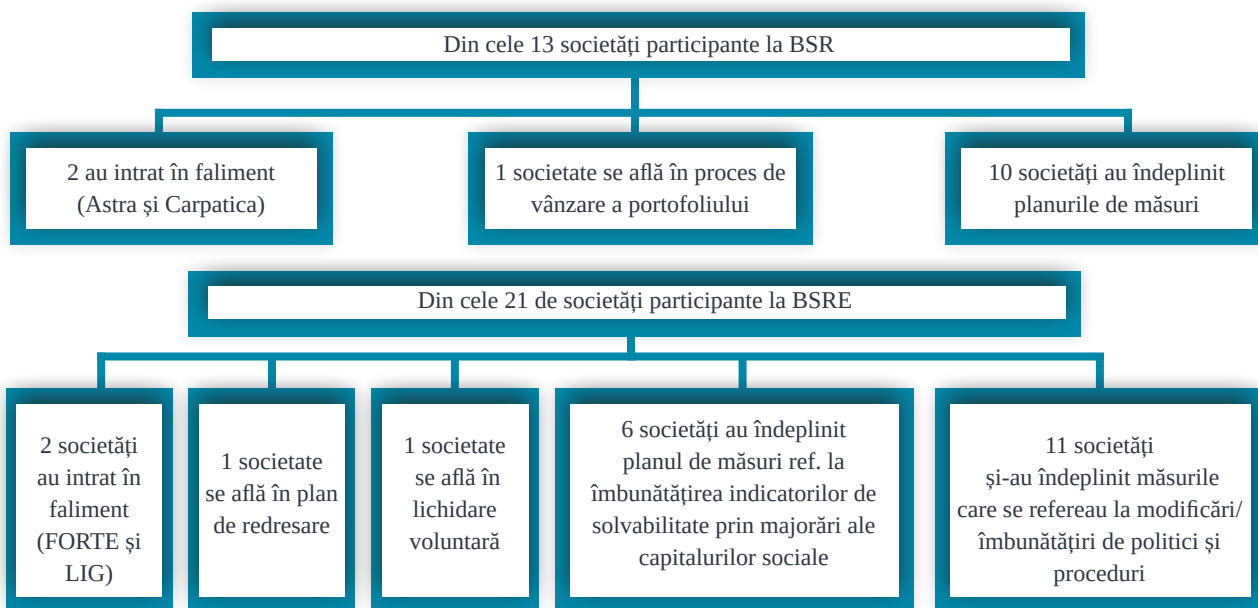 Din cele 13 societăți participante la BSR
2 au intrat în faliment
(Astra și Carpatica)
1 societate se află în proces de
vânzare a portofoliului
10 societăți au îndeplinit
planurile de măsuri
Din cele 21 de societăți participante la BSRE
2 societăți
au intrat în
faliment
(FORTE și
LIG)
1 societate
se află în plan
de redresare
1 societate
se află în
lichidare
voluntară
6 societăți au îndeplinit
planul de măsuri ref. la
îmbunătățirea indicatorilor de
solvabilitate prin majorări ale
capitalurilor sociale
11 societăți
și-au îndeplinit măsurile
care se refereau la modificări/
îmbunătățiri de politici și
proceduri